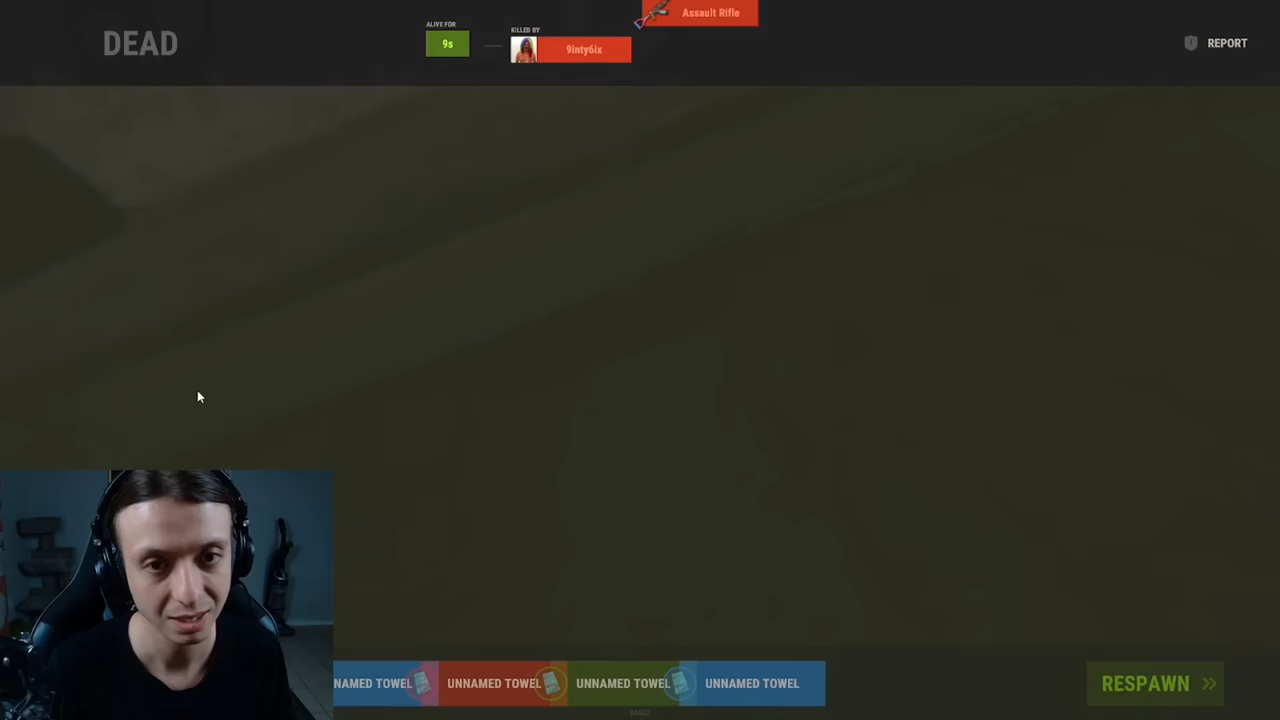 Assault Rifle
DEAD
ALIVE FOR
9s
KILLED BY
9inty6ix
REPORT
NAMED TOWEL
UNNAMED TOWEL
UNNAMED TOWEL
UNNAMED TOWEL
RESPAWN